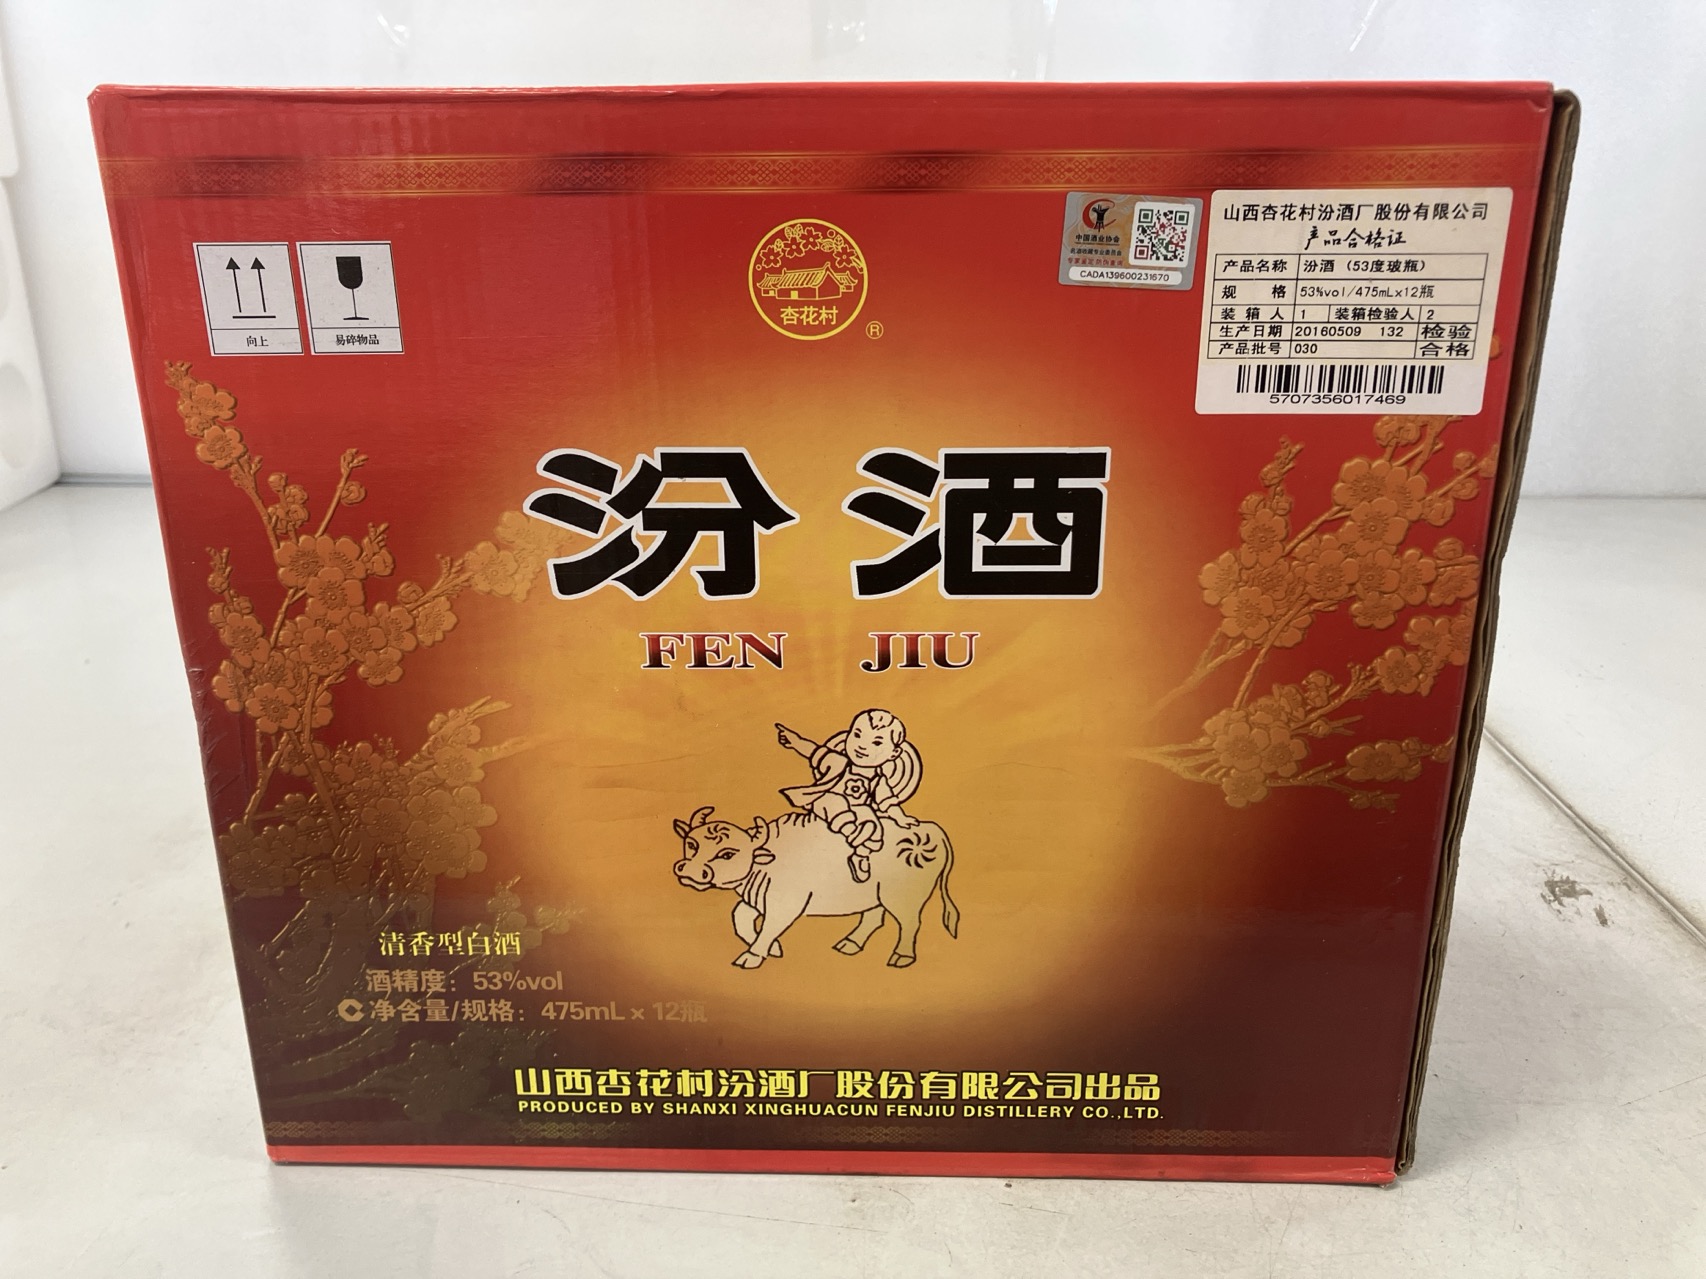 山西杏花村汾酒厂股份有限公司
产品合格证
产品名称 汾酒（53度玻瓶）
规 格 53%vol/475mL×12瓶
装 箱 人 1 装箱检验人 2
生产日期 20160509 132 检验
产品批号 030 合格
5707356017469
中国酒业协会
CADA139600231670
向上
易碎物品
杏花村
®
汾酒
FEN JIU
清香型白酒
酒精度：53%vol
净含量/规格：475mL×12瓶
山西杏花村汾酒厂股份有限公司出品
PRODUCED BY SHANXI XINGHUACUN FENJIU DISTILLERY CO.,LTD.